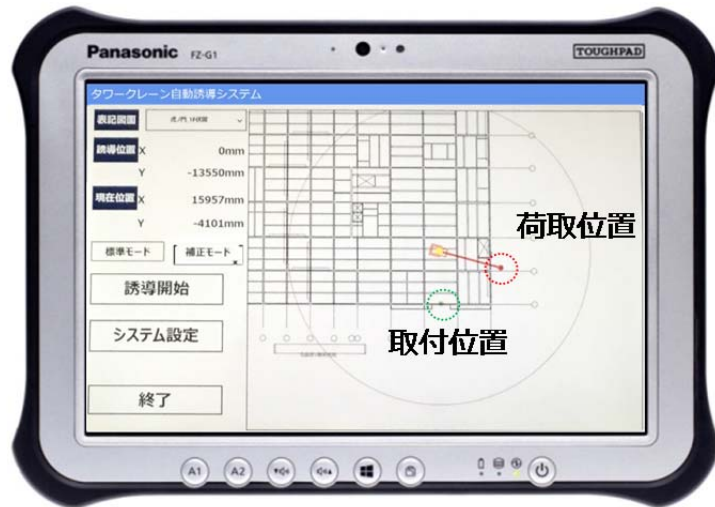 Panasonic FZ-G1
TOUGHPAD
タワークレーン自動誘導システム
表記図面
誘導位置 X 0mm
Y -13550mm
現在位置 X 15957mm
Y -4101mm
標準モード 補正モード
誘導開始
システム設定
終了
荷取位置
取付位置
A1 A2